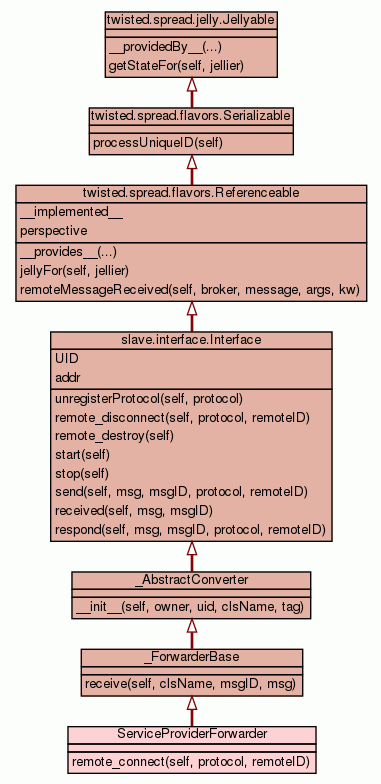 twisted.spread.jelly.Jellyable
__providedBy__(...)
getStateFor(self, jellier)
twisted.spread.flavors.Serializable
processUniqueID(self)
twisted.spread.flavors.Referenceable
__implemented__
perspective
__provides__(...)
jellyFor(self, jellier)
remoteMessageReceived(self, broker, message, args, kw)
slave.interface.Interface
UID
addr
unregisterProtocol(self, protocol)
remote_disconnect(self, protocol, remoteID)
remote_destroy(self)
start(self)
stop(self)
send(self, msg, msgID, protocol, remoteID)
received(self, msg, msgID)
respond(self, msg, msgID, protocol, remoteID)
_AbstractConverter
__init__(self, owner, uid, clsName, tag)
_ForwarderBase
receive(self, clsName, msgID, msg)
ServiceProviderForwarder
remote_connect(self, protocol, remoteID)